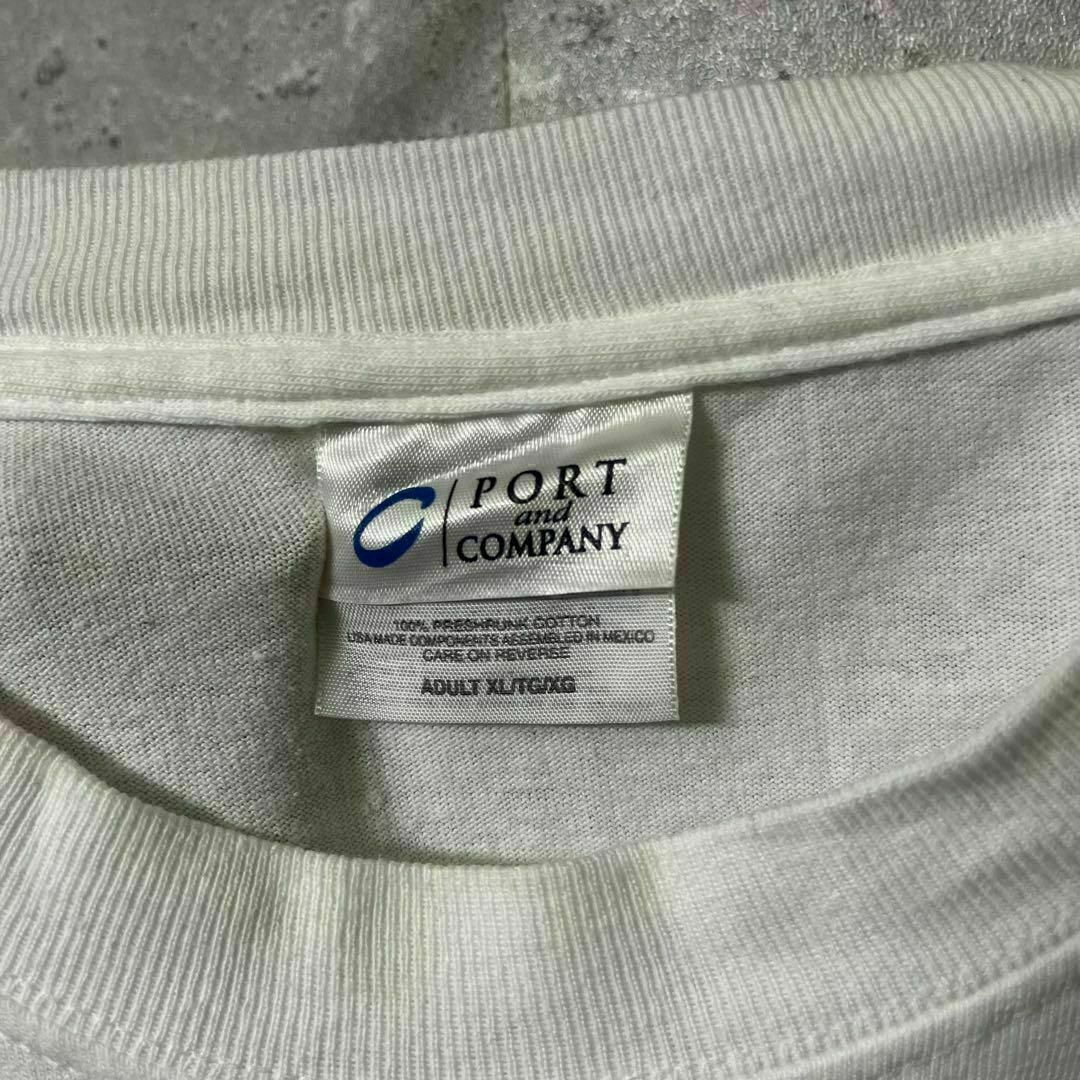 PORT
and
COMPANY
100% PRESHRUNK COTTON
USA MADE COMPONENTS ASSEMBLED IN MEXICO
CARE ON REVERSE
ADULT XL/TG/XG